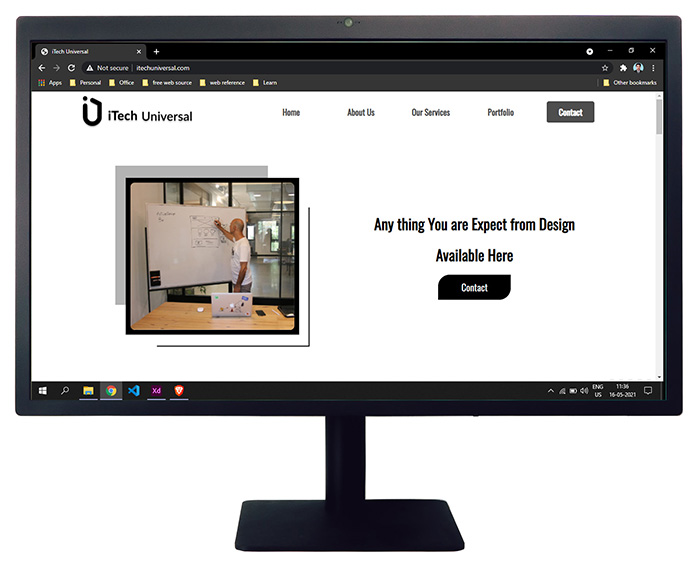 iTech Universal
Not secure itechuniversal.com
Apps Personal Office free web source web reference Learn Other bookmarks
iTech Universal Home About Us Our Services Portfolio Contact
Any thing You are Expect from Design
Available Here
Contact
Xd
ENG 11:36
US 16-05-2021